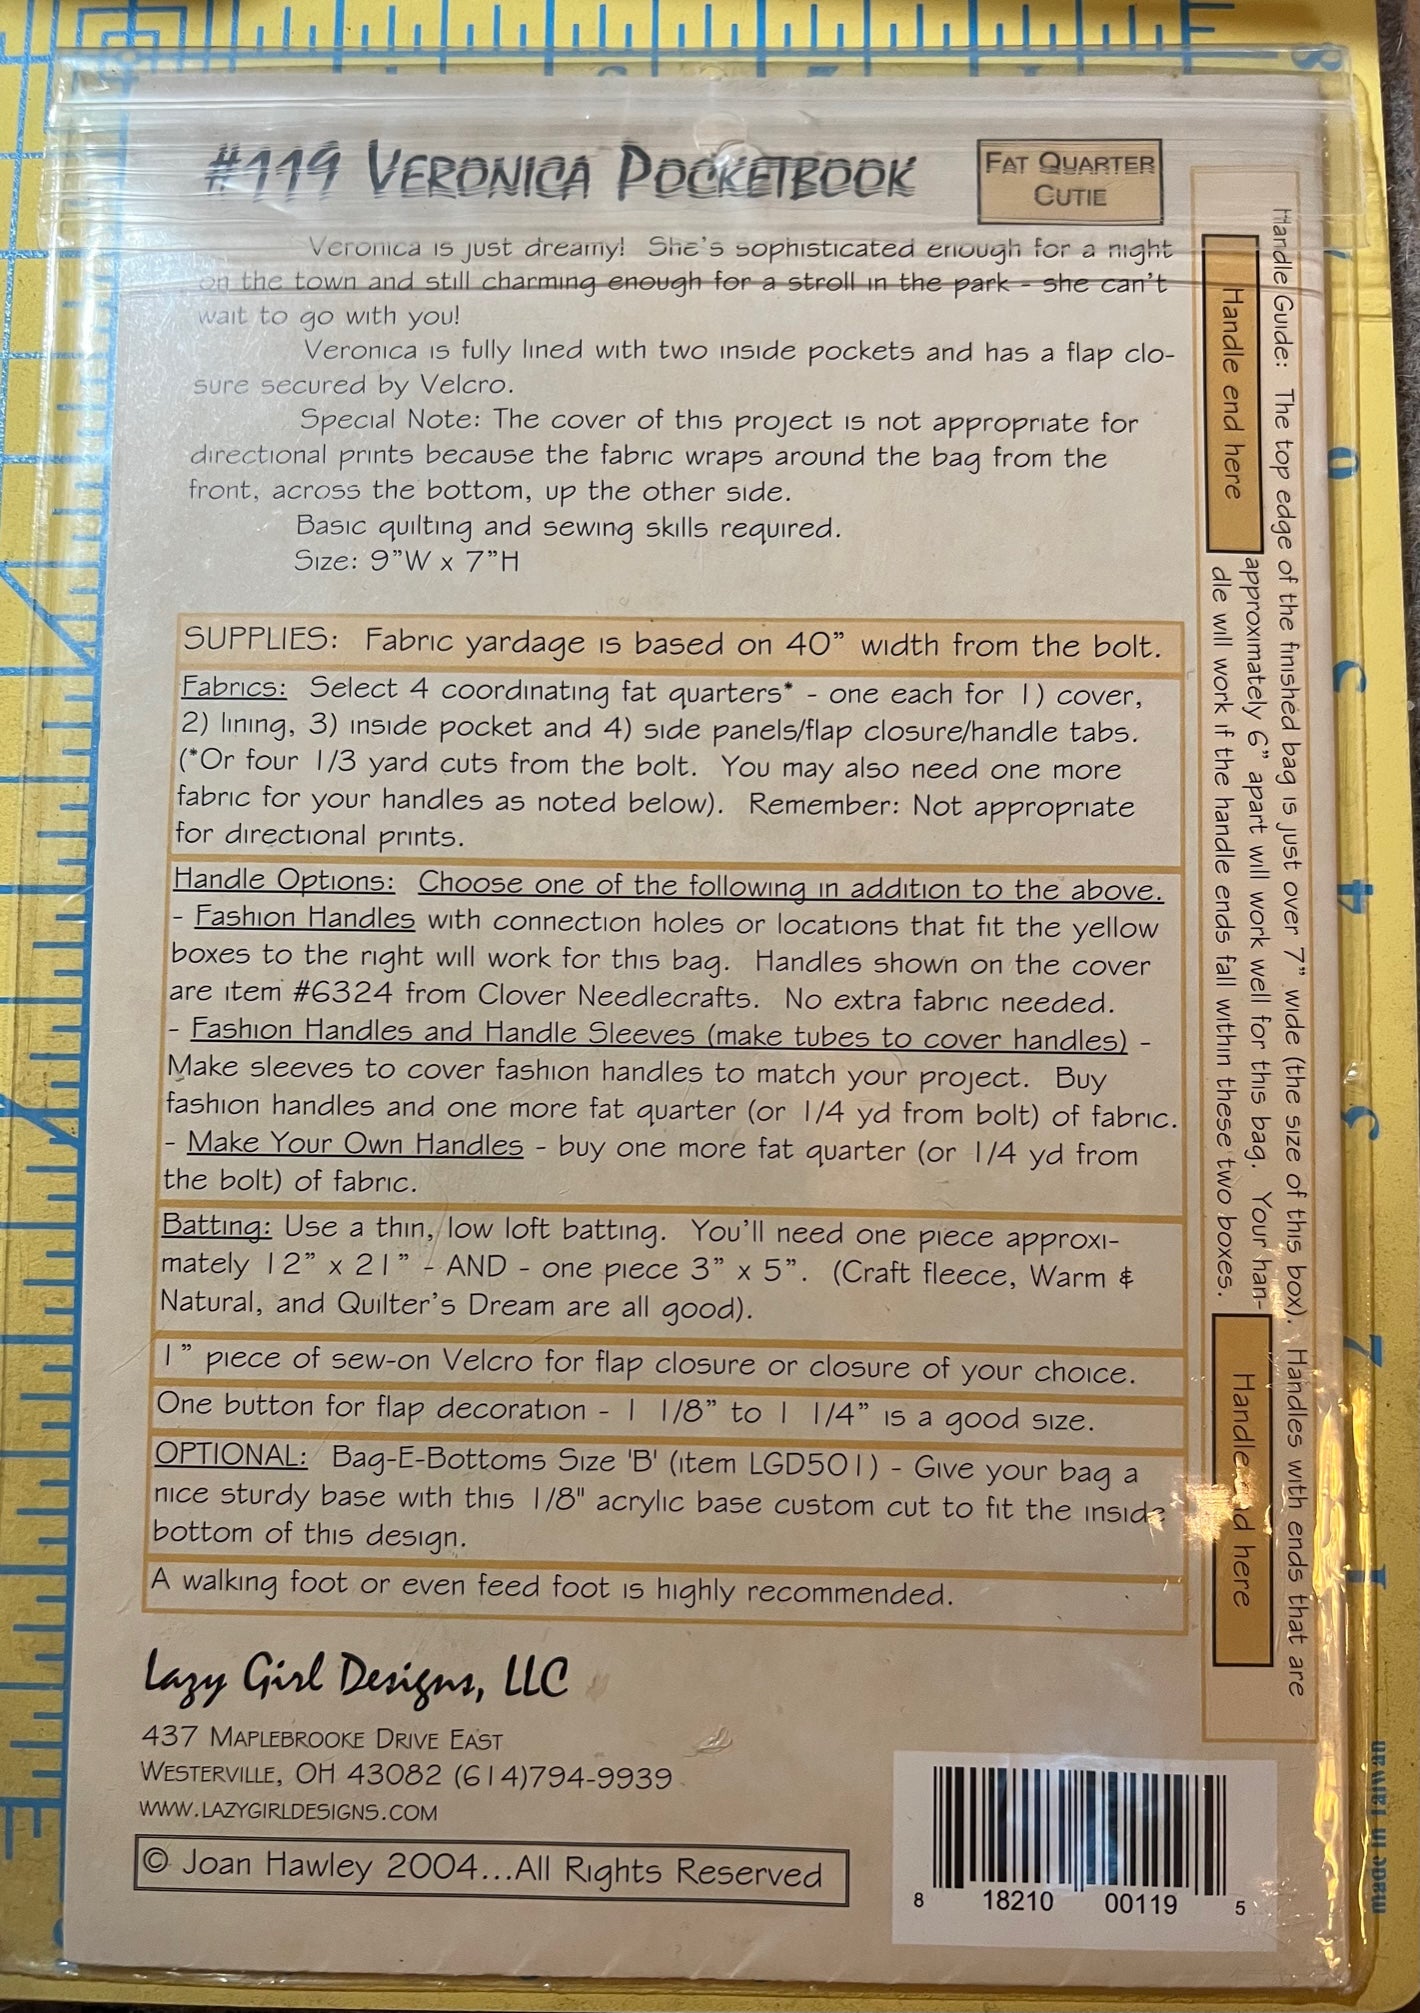 #119 VERONICA POCKETBOOK
FAT QUARTER
CUTIE
Veronica is just dreamy! She's sophisticated enough for a night
on the town and still charming enough for a stroll in the park - she can't
wait to go with you!
Veronica is fully lined with two inside pockets and has a flap clo-
sure secured by Velcro.
Special Note: The cover of this project is not appropriate for
directional prints because the fabric wraps around the bag from the
front, across the bottom, up the other side.
Basic quilting and sewing skills required.
Size: 9"W x 7"H
SUPPLIES: Fabric yardage is based on 40" width from the bolt.
Fabrics: Select 4 coordinating fat quarters* - one each for 1) cover,
2) lining, 3) inside pocket and 4) side panels/flap closure/handle tabs.
(*Or four 1/3 yard cuts from the bolt. You may also need one more
fabric for your handles as noted below). Remember: Not appropriate
for directional prints.
Handle Options: Choose one of the following in addition to the above.
- Fashion Handles with connection holes or locations that fit the yellow
boxes to the right will work for this bag. Handles shown on the cover
are item #6324 from Clover Needlecrafts. No extra fabric needed.
- Fashion Handles and Handle Sleeves (make tubes to cover handles) -
Make sleeves to cover fashion handles to match your project. Buy
fashion handles and one more fat quarter (or 1/4 yd from bolt) of fabric.
- Make Your Own Handles - buy one more fat quarter (or 1/4 yd from
the bolt) of fabric.
Batting: Use a thin, low loft batting. You'll need one piece approxi-
mately 12" x 21" - AND - one piece 3" x 5". (Craft fleece, Warm &
Natural, and Quilter's Dream are all good).
1" piece of sew-on Velcro for flap closure or closure of your choice.
One button for flap decoration - 1 1/8" to 1 1/4" is a good size.
OPTIONAL: Bag-E-Bottoms Size 'B' (item LGD501) - Give your bag a
nice sturdy base with this 1/8" acrylic base custom cut to fit the inside
bottom of this design.
A walking foot or even feed foot is highly recommended.
Handle Guide: The top edge of the finished bag is just over 7" wide (the size of this box). Handles with ends that are
approximately 6" apart will work well for this bag. Your han-
dle will work if the handle ends fall within these two boxes.
Handle end here
Handle end here
Lazy Girl Designs, LLC
437 MAPLEBROOKE DRIVE EAST
WESTERVILLE, OH 43082 (614)794-9939
WWW.LAZYGIRLDESIGNS.COM
© Joan Hawley 2004...All Rights Reserved
8 18210 00119 5
8
6
5
4
7
1
made in Taiwan